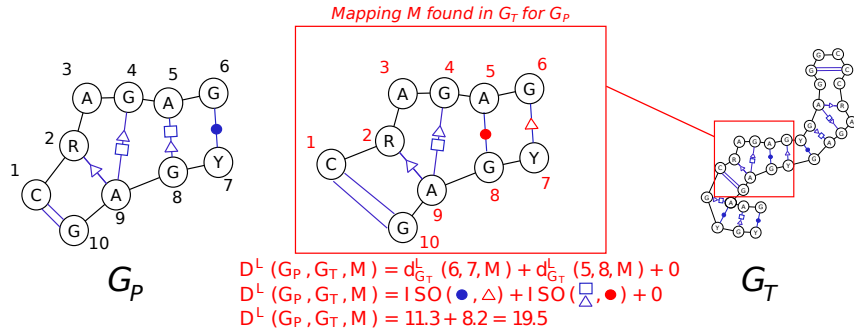 Mapping M found in G_T for G_P
3 4 5 6
A G A G
2 R
1 C
A G Y
9 8 7
G
10
G_P
3 4 5 6
A G A G
2 R
1 C
A G Y
9 8 7
G
10
G_T
D^L (G_P, G_T, M) = d^L_{G_T} (6,7,M) + d^L_{G_T} (5,8,M) + 0
D^L (G_P, G_T, M) = ISO(●, △) + ISO(□△, ●) + 0
D^L (G_P, G_T, M) = 11.3 + 8.2 = 19.5